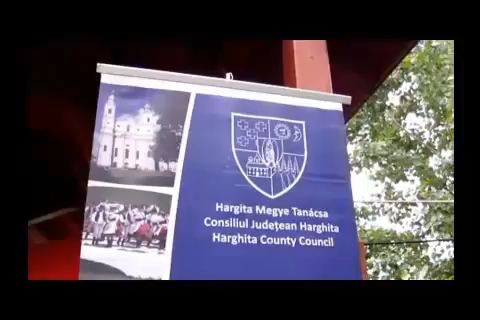 Hargita Megye Tanácsa
Consiliul Județean Harghita
Harghita County Council